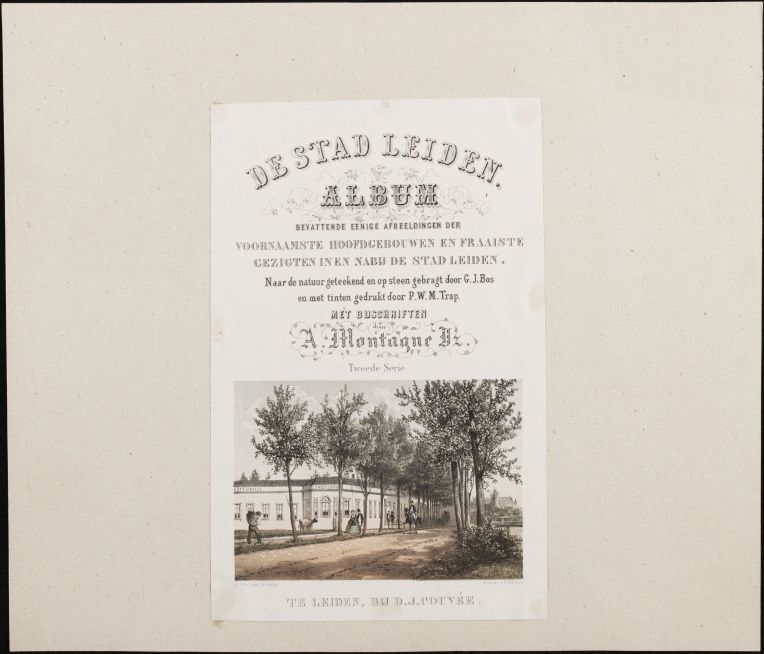 DE STAD LEIDEN.
ALBUM
BEVATTENDE EENIGE AFBEELDINGEN DER
VOORNAAMSTE HOOFDGEBOUWEN EN FRAAISTE
GEZIGTEN IN EN NABIJ DE STAD LEIDEN.
Naar de natuur geteekend en op steen gebragt door G.J.Bos
en met tinten gedrukt door P.W.M.Trap.
MET BIJSCHRIFTEN
door
A. Montagne Jz.
Tweede Serie.
TE LEIDEN, BIJ D.J.COUVÉE.